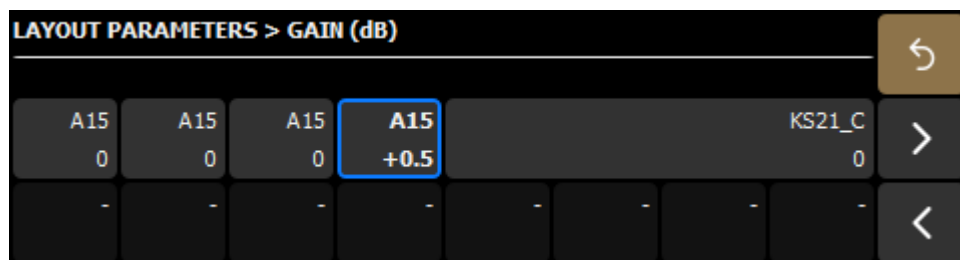 LAYOUT PARAMETERS > GAIN (dB)
A15 A15 A15 A15 KS21_C
0 0 0 +0.5 0
- - - - - - - -